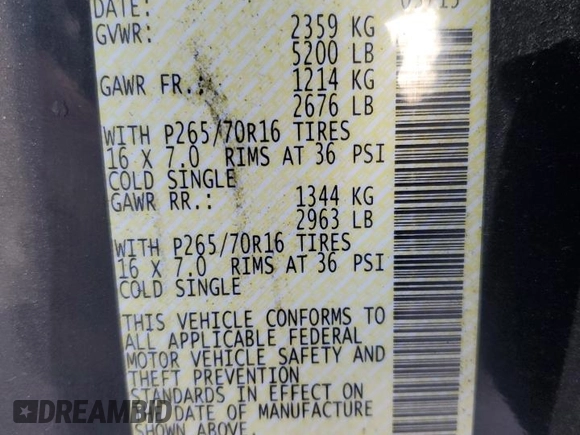 DATE:
GVWR: 2359 KG
5200 LB
GAWR FR.: 1214 KG
2676 LB
WITH P265/70R16 TIRES
16 X 7.0 RIMS AT 36 PSI
COLD SINGLE
GAWR RR.: 1344 KG
2963 LB
WITH P265/70R16 TIRES
16 X 7.0 RIMS AT 36 PSI
COLD SINGLE
THIS VEHICLE CONFORMS TO
ALL APPLICABLE FEDERAL
MOTOR VEHICLE SAFETY AND
THEFT PREVENTION
STANDARDS IN EFFECT ON
DATE OF MANUFACTURE
SHOWN ABOVE.
DREAMBID